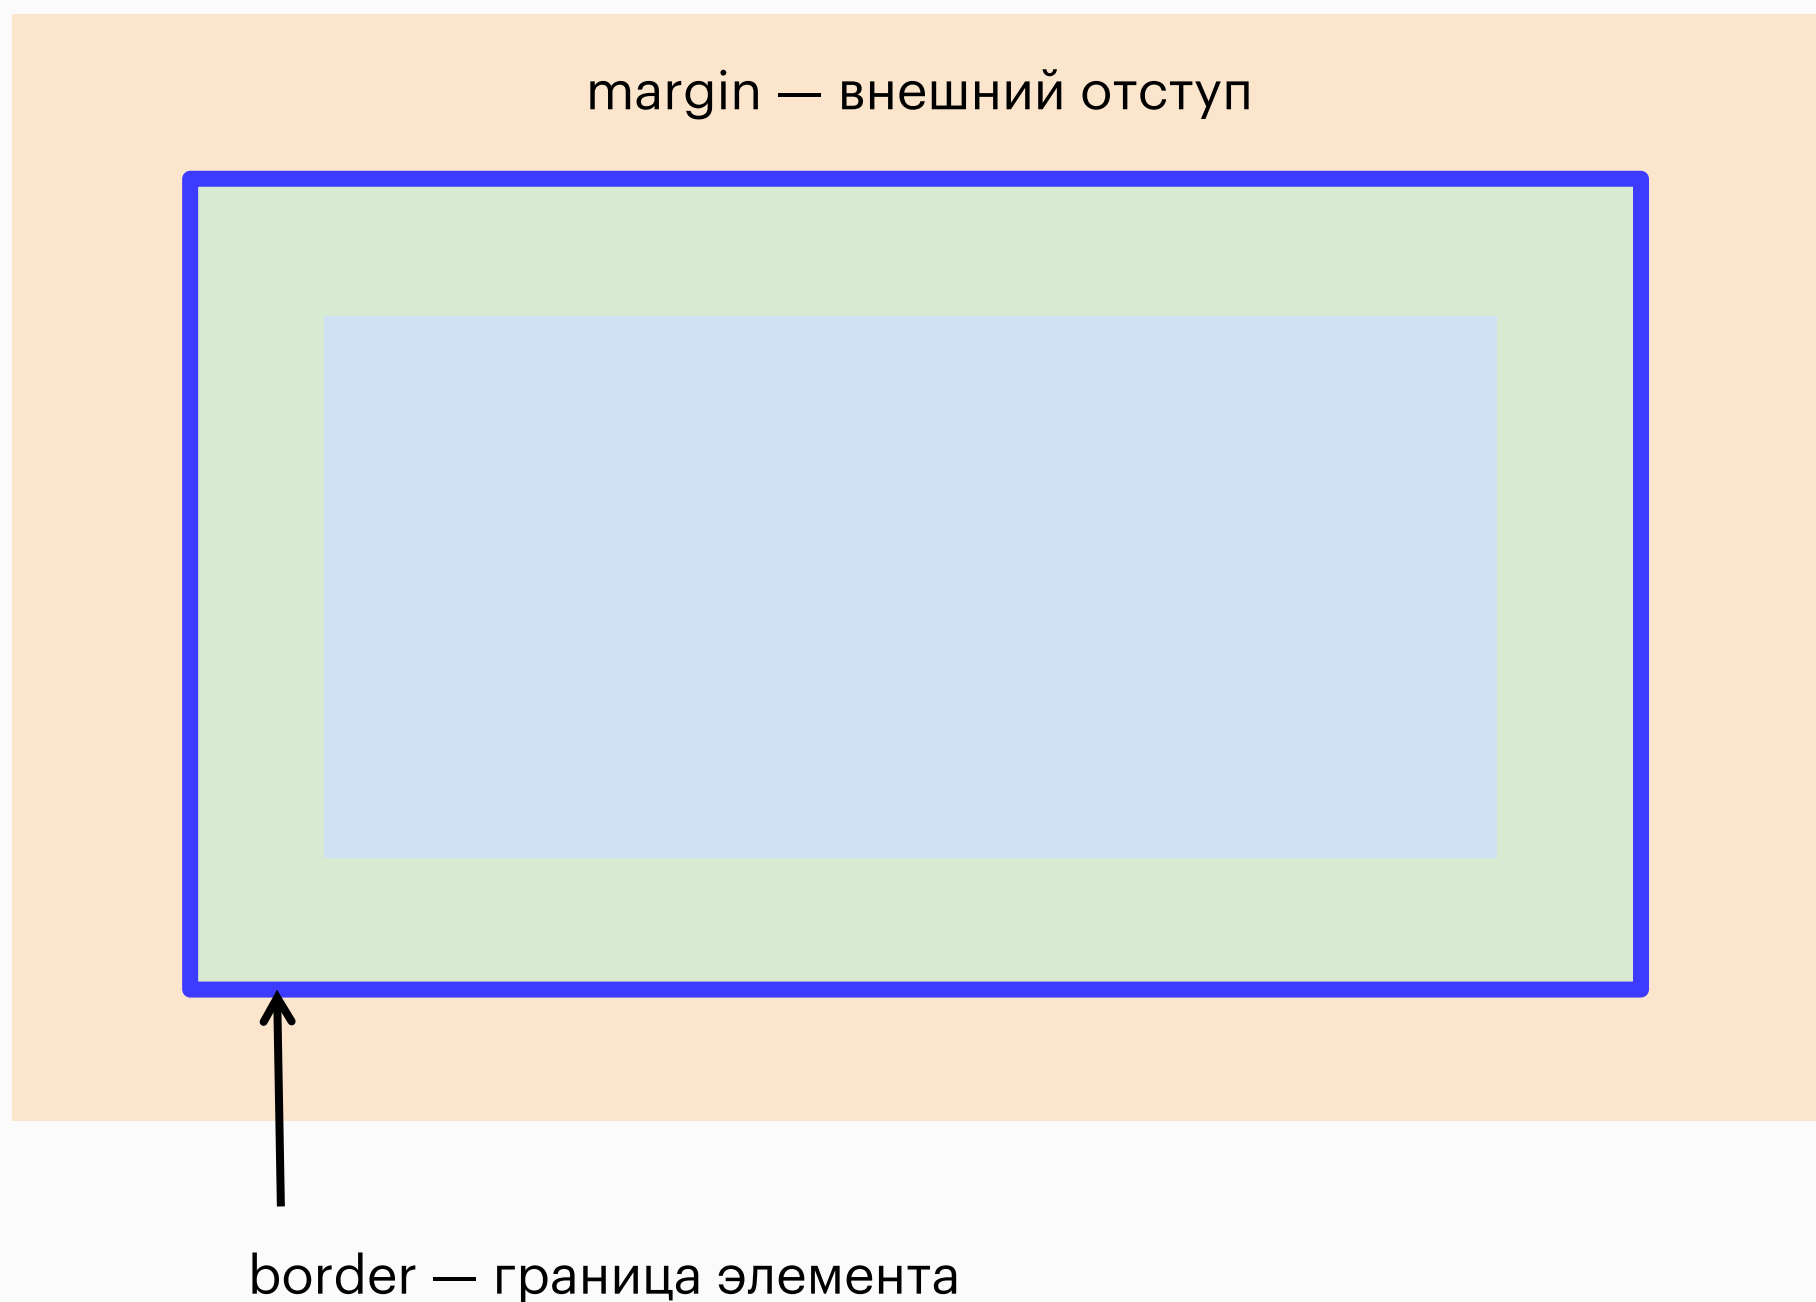 margin — внешний отступ
border — граница элемента